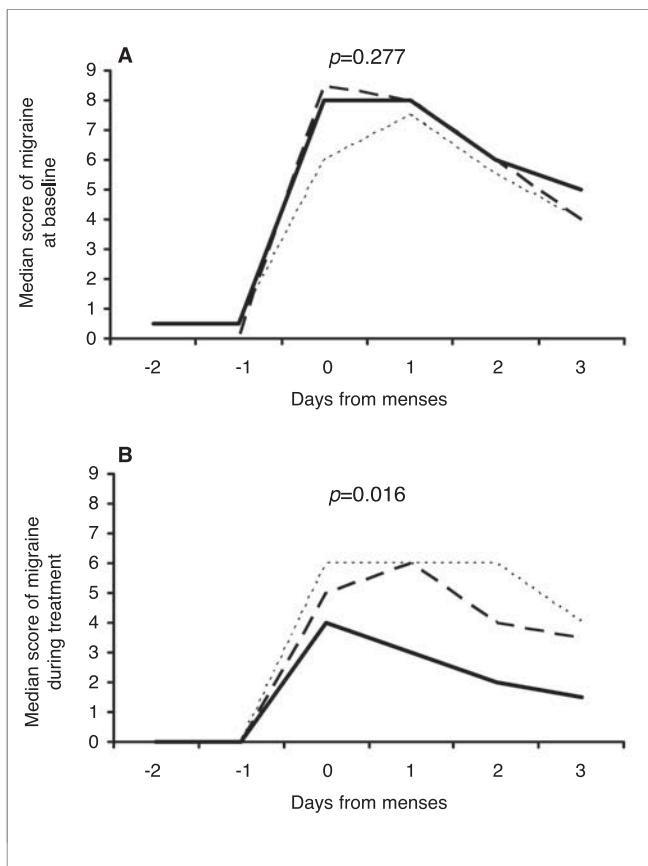 A
p=0.277
Median score of migraine
at baseline
9
8
7
6
5
4
3
2
1
0
-2 -1 0 1 2 3
Days from menses
B
p=0.016
Median score of migraine
during treatment
9
8
7
6
5
4
3
2
1
0
-2 -1 0 1 2 3
Days from menses